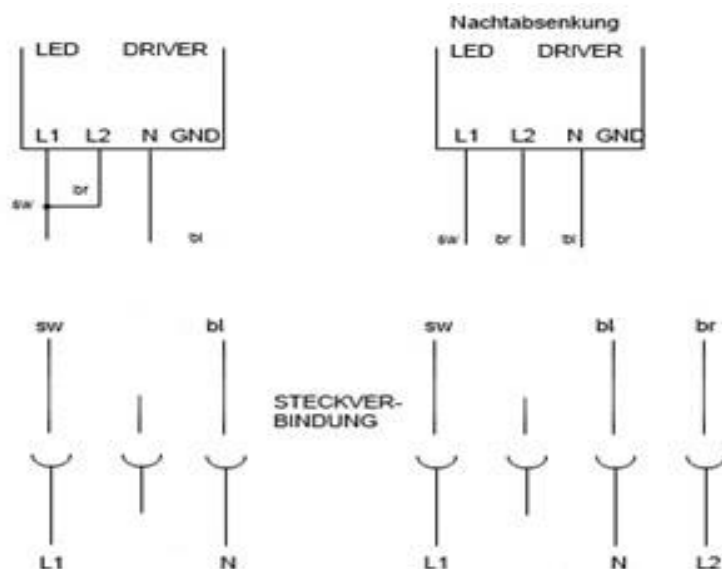 Nachtabsenkung
LED DRIVER
LED DRIVER
L1 L2 N GND
L1 L2 N GND
sw br bl
sw br bl
sw bl
sw bl br
STECKVER-
BINDUNG
L1 N
L1 N L2